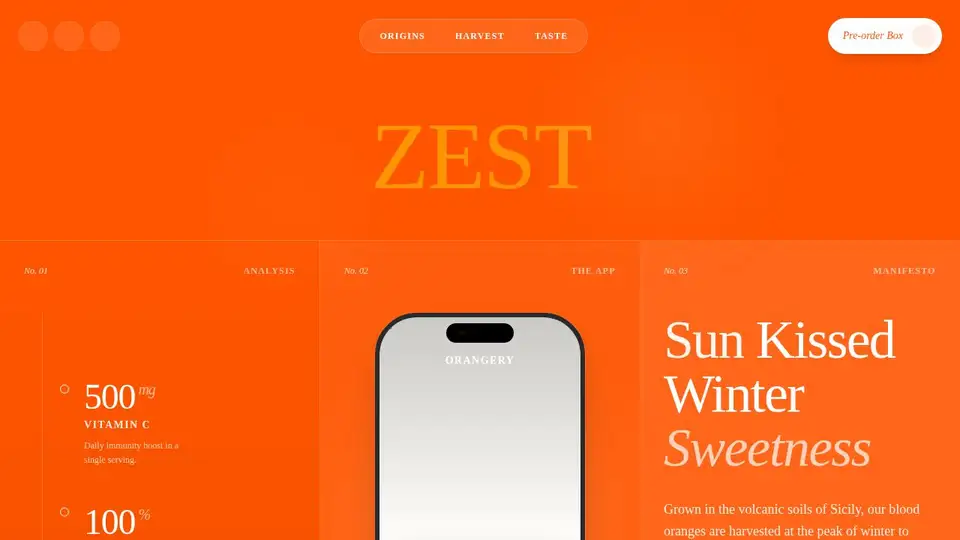 ORIGINS HARVEST TASTE
Pre-order Box
ZEST
No. 01 ANALYSIS
500 mg
VITAMIN C
Daily immunity boost in a
single serving.
100 %
No. 02 THE APP
ORANGERY
No. 03 MANIFESTO
Sun Kissed
Winter
Sweetness
Grown in the volcanic soils of Sicily, our blood
oranges are harvested at the peak of winter to